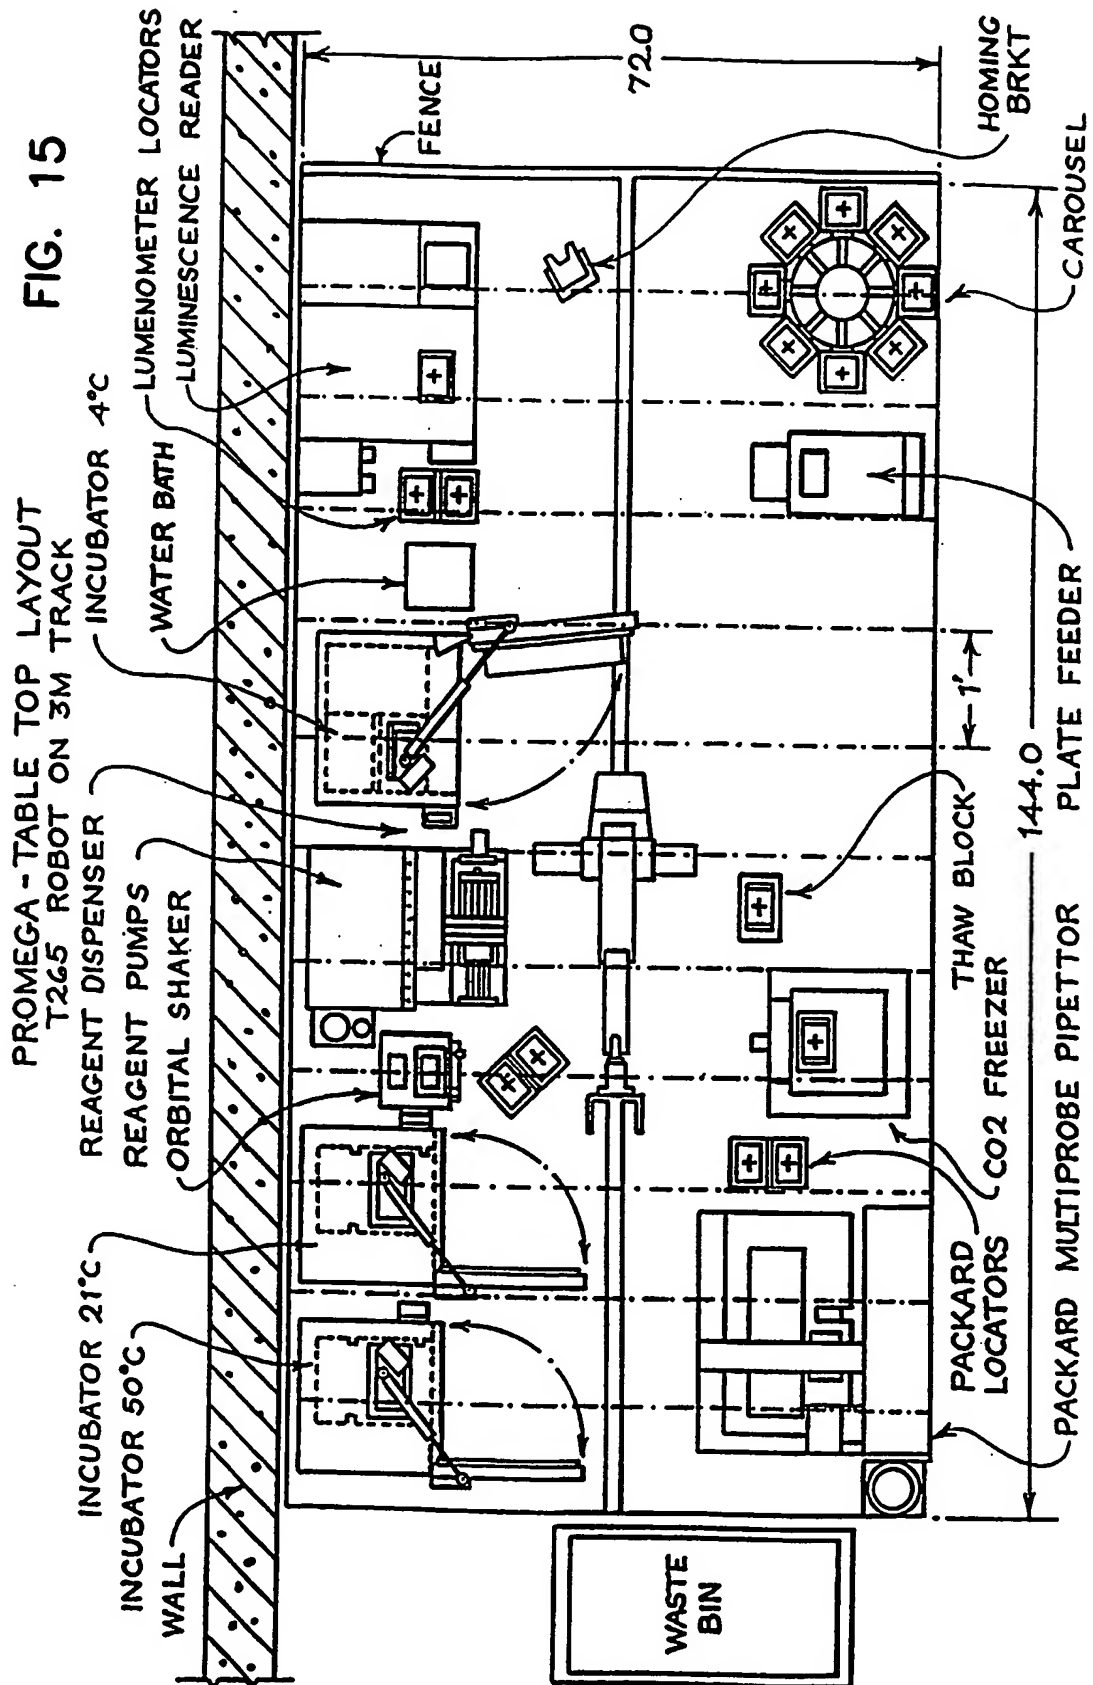 FIG. 15
PROMEGA-TABLE TOP LAYOUT
T265 ROBOT ON 3M TRACK
REAGENT DISPENSER
REAGENT PUMPS
ORBITAL SHAKER
INCUBATOR 21°C
INCUBATOR 50°C
WALL
INCUBATOR 4°C
WATER BATH
LUMENOMETER LOCATORS
LUMINESCENCE READER
FENCE
72.0
HOMING
BRKT
CAROUSEL
1'
144.0
PLATE FEEDER
THAW BLOCK
CO2 FREEZER
PACKARD
LOCATORS
PACKARD MULTIPROBE PIPETTOR
WASTE
BIN